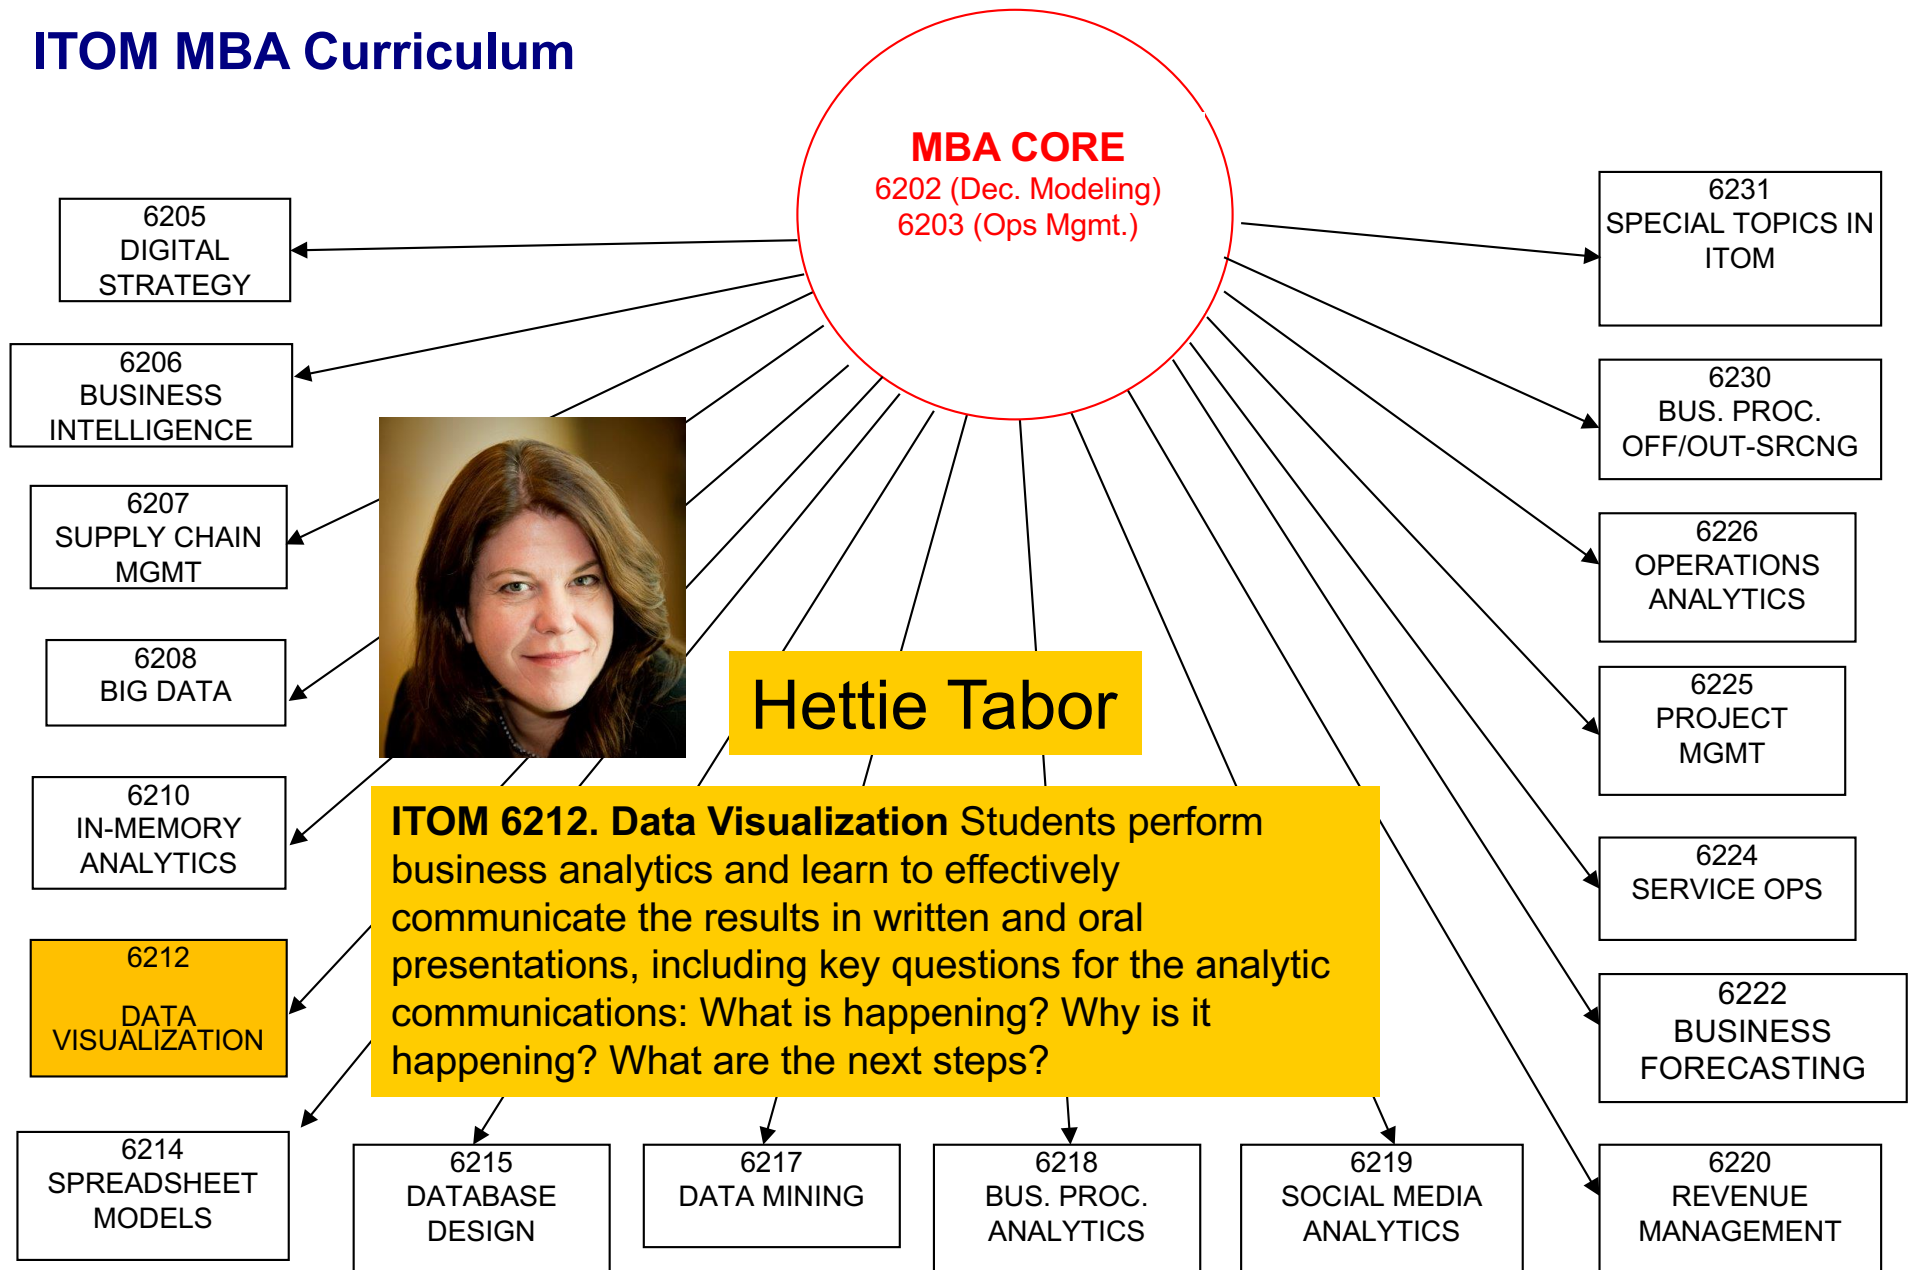 ITOM MBA Curriculum
MBA CORE
6202 (Dec. Modeling)
6203 (Ops Mgmt.)
6205
DIGITAL
STRATEGY
6206
BUSINESS
INTELLIGENCE
6207
SUPPLY CHAIN
MGMT
6208
BIG DATA
6210
IN-MEMORY
ANALYTICS
6212
DATA
VISUALIZATION
6214
SPREADSHEET
MODELS
6215
DATABASE
DESIGN
6217
DATA MINING
6218
BUS. PROC.
ANALYTICS
6219
SOCIAL MEDIA
ANALYTICS
6220
REVENUE
MANAGEMENT
6222
BUSINESS
FORECASTING
6224
SERVICE OPS
6225
PROJECT
MGMT
6226
OPERATIONS
ANALYTICS
6230
BUS. PROC.
OFF/OUT-SRCNG
6231
SPECIAL TOPICS IN
ITOM
Hettie Tabor
ITOM 6212. Data Visualization Students perform
business analytics and learn to effectively
communicate the results in written and oral
presentations, including key questions for the analytic
communications: What is happening? Why is it
happening? What are the next steps?